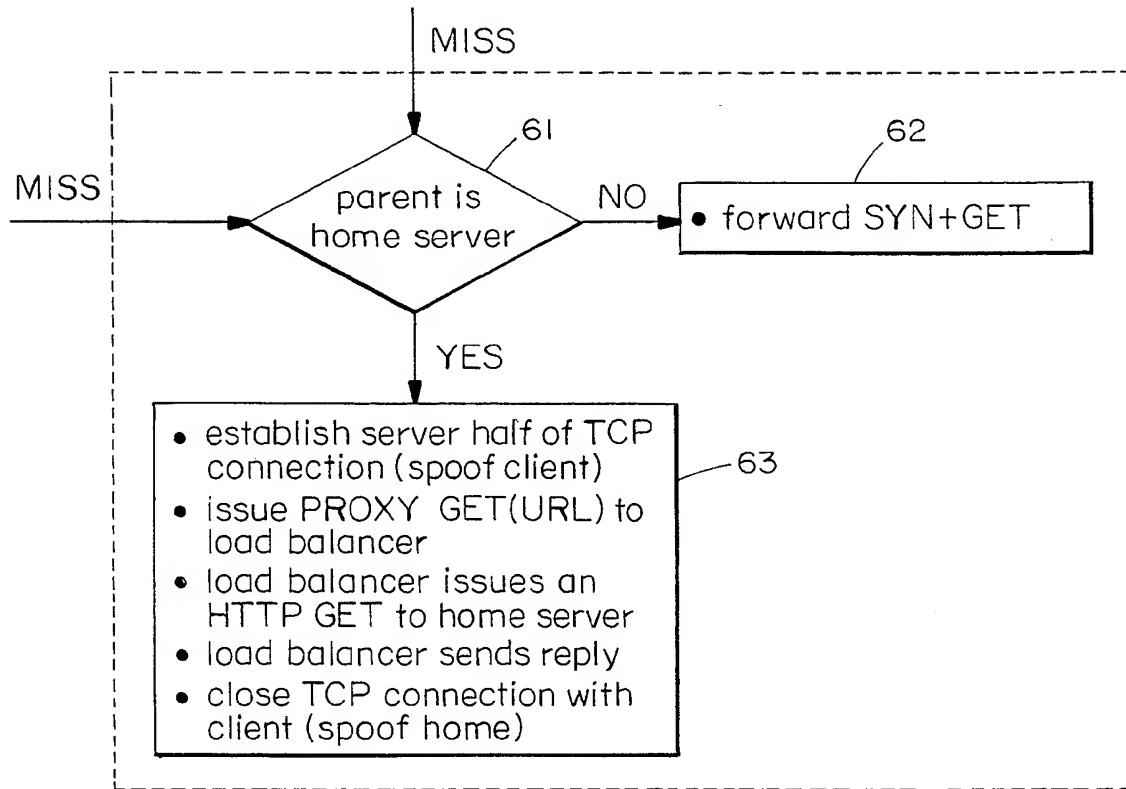 MISS
61
62
MISS
parent is
home server
NO
• forward SYN+GET
YES
• establish server half of TCP
connection (spoof client)
63
• issue PROXY GET(URL) to
load balancer
• load balancer issues an
HTTP GET to home server
• load balancer sends reply
• close TCP connection with
client (spoof home)